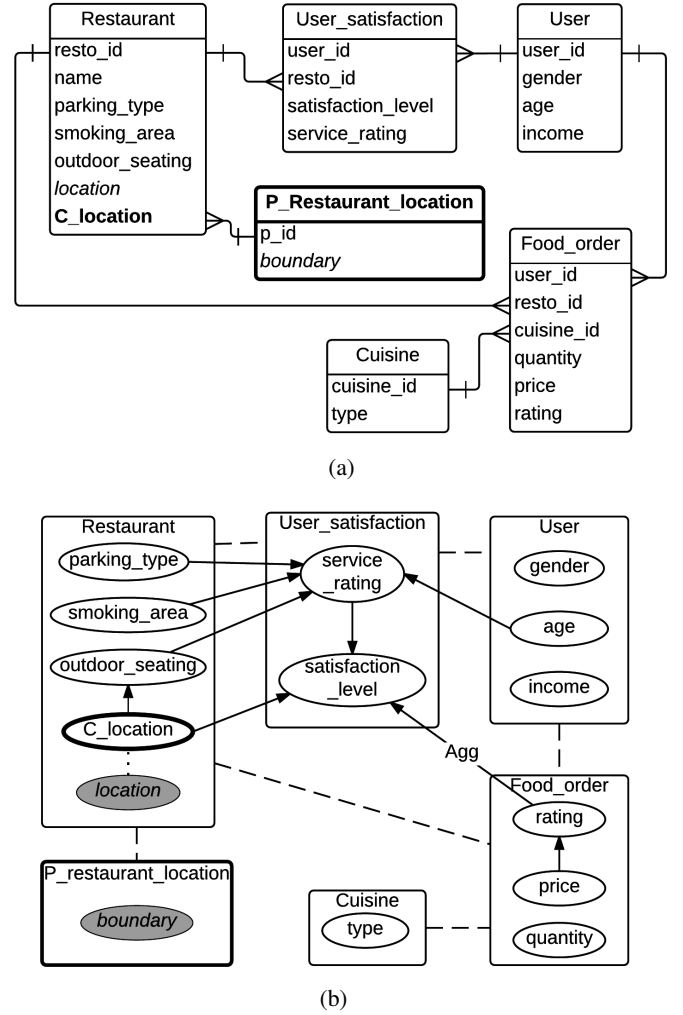 Restaurant
resto_id
name
parking_type
smoking_area
outdoor_seating
location
C_location
User_satisfaction
user_id
resto_id
satisfaction_level
service_rating
User
user_id
gender
age
income
P_Restaurant_location
p_id
boundary
Food_order
user_id
resto_id
cuisine_id
quantity
price
rating
Cuisine
cuisine_id
type
(a)
Restaurant
parking_type
smoking_area
outdoor_seating
C_location
location
User_satisfaction
service
_rating
satisfaction
_level
User
gender
age
income
Agg
Food_order
rating
price
quantity
P_restaurant_location
boundary
Cuisine
type
(b)